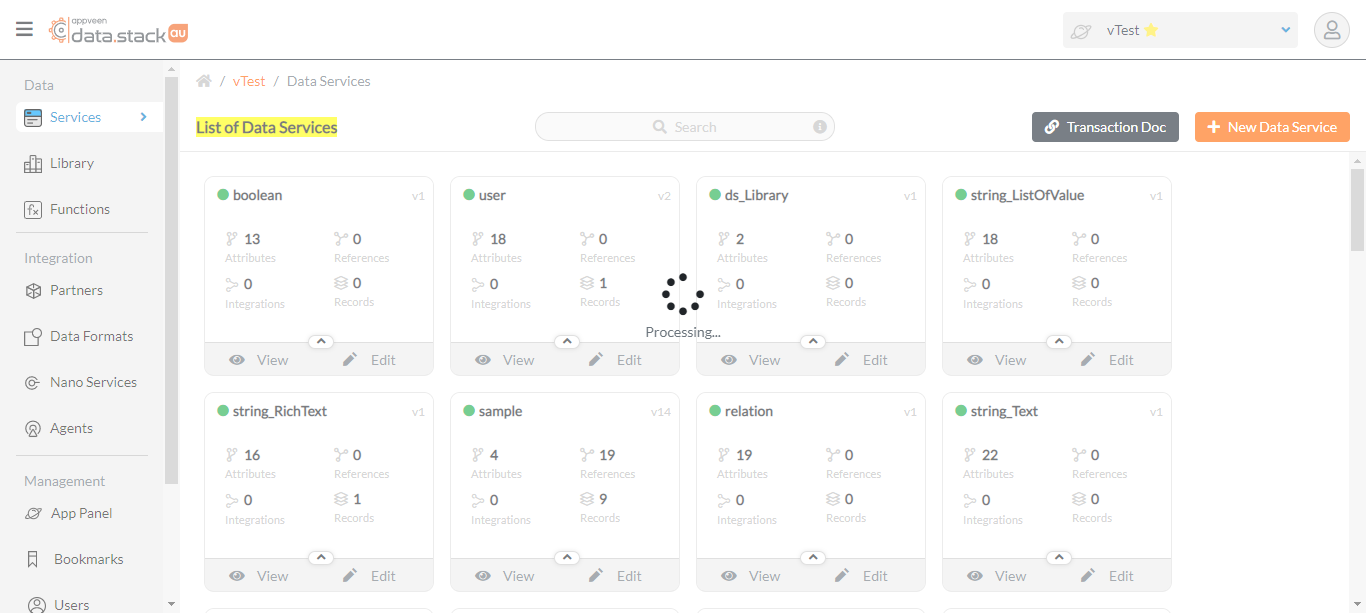 appveen
data.stack au
vTest
Data
Services
Library
Functions
Integration
Partners
Data Formats
Nano Services
Agents
Management
App Panel
Bookmarks
Users
/ vTest / Data Services
List of Data Services
Search
Transaction Doc
New Data Service
boolean v1
13 0
Attributes References
0 0
Integrations Records
View Edit
user v2
18 0
Attributes References
0 1
Integrations Records
View Edit
ds_Library v1
2 0
Attributes References
0 0
Integrations Records
View Edit
string_ListOfValue v1
18 0
Attributes References
0 0
Integrations Records
View Edit
Processing...
string_RichText v1
16 0
Attributes References
0 1
Integrations Records
View Edit
sample v14
4 19
Attributes References
0 9
Integrations Records
View Edit
relation v1
19 0
Attributes References
0 0
Integrations Records
View Edit
string_Text v1
22 0
Attributes References
0 0
Integrations Records
View Edit